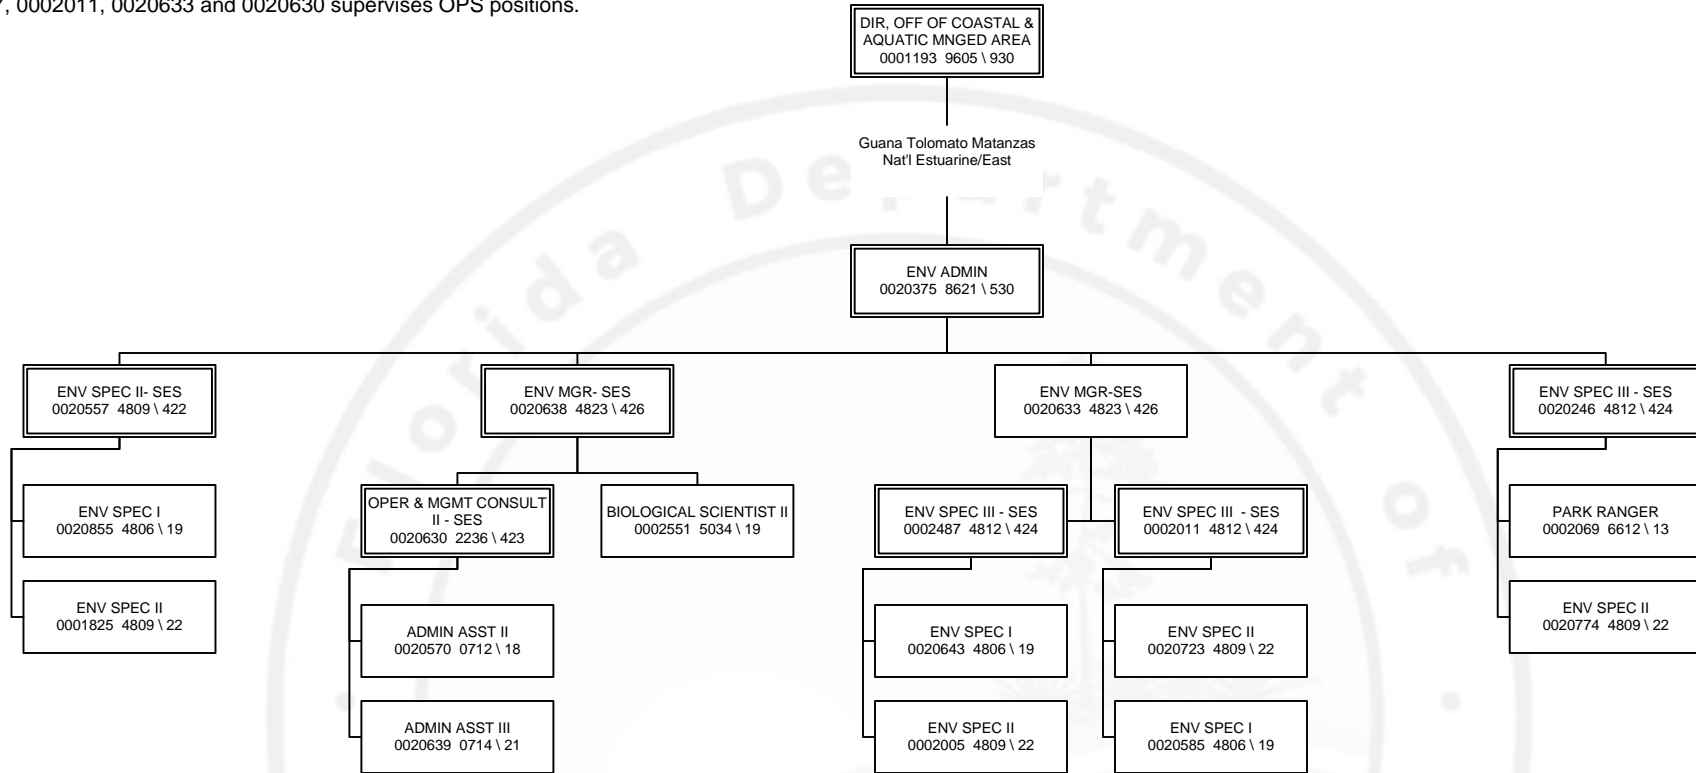 7, 0002011, 0020633 and 0020630 supervises OPS positions.
DIR, OFF OF COASTAL &
AQUATIC MNGED AREA
0001193 9605 \ 930
Guana Tolomato Matanzas
Nat'l Estuarine/East
ENV ADMIN
0020375 8621 \ 530
ENV SPEC II- SES
0020557 4809 \ 422
ENV MGR- SES
0020638 4823 \ 426
ENV MGR-SES
0020633 4823 \ 426
ENV SPEC III - SES
0020246 4812 \ 424
ENV SPEC I
0020855 4806 \ 19
OPER & MGMT CONSULT
II - SES
0020630 2236 \ 423
BIOLOGICAL SCIENTIST II
0002551 5034 \ 19
ENV SPEC III - SES
0002487 4812 \ 424
ENV SPEC III - SES
0002011 4812 \ 424
PARK RANGER
0002069 6612 \ 13
ENV SPEC II
0001825 4809 \ 22
ADMIN ASST II
0020570 0712 \ 18
ENV SPEC I
0020643 4806 \ 19
ENV SPEC II
0020723 4809 \ 22
ENV SPEC II
0020774 4809 \ 22
ADMIN ASST III
0020639 0714 \ 21
ENV SPEC II
0002005 4809 \ 22
ENV SPEC I
0020585 4806 \ 19
Florida Department of